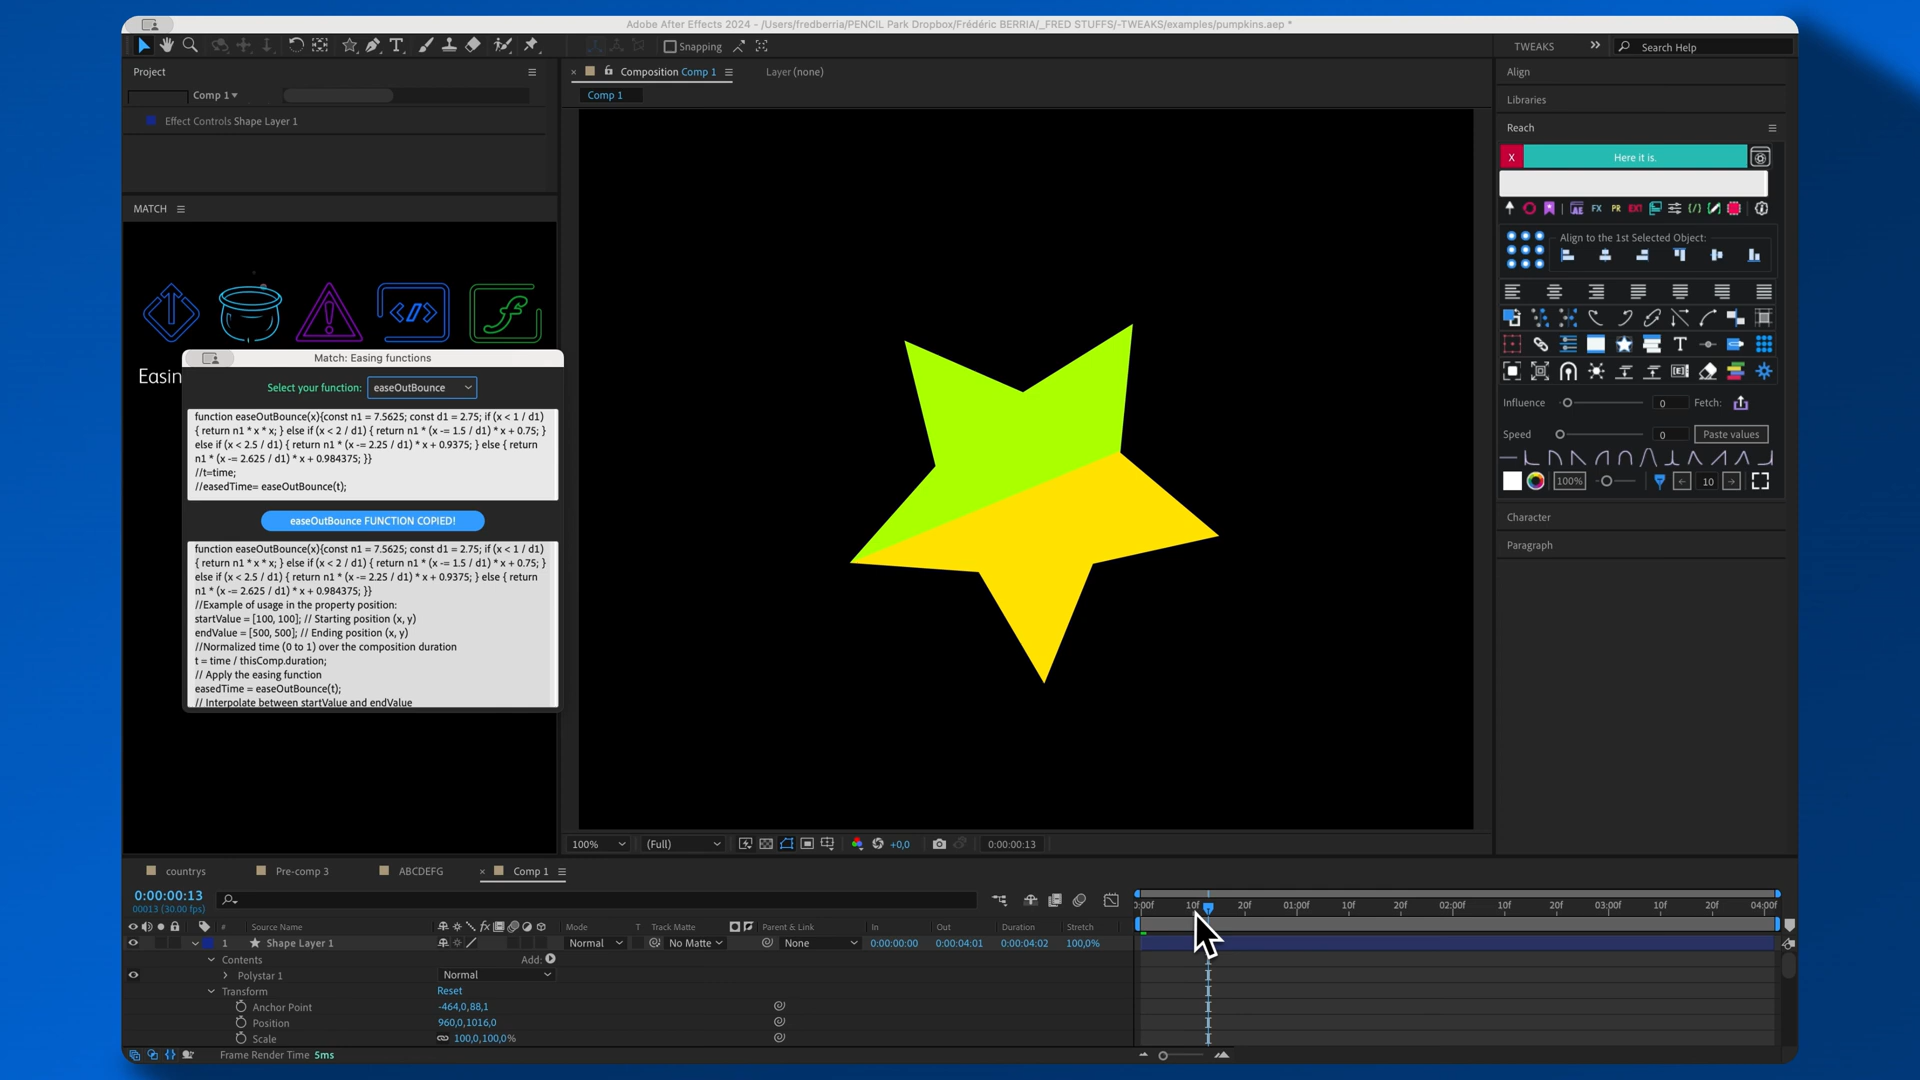 Adobe After Effects 2024 - /Users/fredberria/PENCIL Park Dropbox/Frédéric BERRIA/_FRED STUFFS/-TWEAKS/examples/pumpkins.aep *
Snapping
TWEAKS
Search Help
Project
Composition Comp 1
Layer (none)
Align
Comp 1
Comp 1
Libraries
Effect Controls Shape Layer 1
Reach
X
Here it is.
MATCH
AE FX PR EXT
Align to the 1st Selected Object:
Easin
Match: Easing functions
Select your function: easeOutBounce
function easeOutBounce(x){const n1 = 7.5625; const d1 = 2.75; if (x < 1 / d1)
{ return n1 * x * x; } else if (x < 2 / d1) { return n1 * (x -= 1.5 / d1) * x + 0.75; }
else if (x < 2.5 / d1) { return n1 * (x -= 2.25 / d1) * x + 0.9375; } else { return
n1 * (x -= 2.625 / d1) * x + 0.984375; }}
//t=time;
//easedTime= easeOutBounce(t);
easeOutBounce FUNCTION COPIED!
function easeOutBounce(x){const n1 = 7.5625; const d1 = 2.75; if (x < 1 / d1)
{ return n1 * x * x; } else if (x < 2 / d1) { return n1 * (x -= 1.5 / d1) * x + 0.75; }
else if (x < 2.5 / d1) { return n1 * (x -= 2.25 / d1) * x + 0.9375; } else { return
n1 * (x -= 2.625 / d1) * x + 0.984375; }}
//Example of usage in the property position:
startValue = [100, 100]; // Starting position (x, y)
endValue = [500, 500]; // Ending position (x, y)
//Normalized time (0 to 1) over the composition duration
t = time / thisComp.duration;
// Apply the easing function
easedTime = easeOutBounce(t);
// Interpolate between startValue and endValue
Influence 0 Fetch:
Speed 0 Paste values
100% 10
Character
Paragraph
100% (Full) +0,0 0:00:00:13
countrys Pre-comp 3 ABCDEFG Comp 1
0:00:00:13
00013 (30.00 fps)
0:00f 10f 20f 01:00f 10f 20f 02:00f 10f 20f 03:00f 10f 20f 04:00f
# Source Name fx Mode T Track Matte Parent & Link In Out Duration Stretch
1 Shape Layer 1 Normal No Matte None 0:00:00:00 0:00:04:01 0:00:04:02 100,0%
Contents Add:
Polystar 1 Normal
Transform Reset
Anchor Point -464,0,88,1
Position 960,0,1016,0
Scale 100,0,100,0%
Frame Render Time 5ms